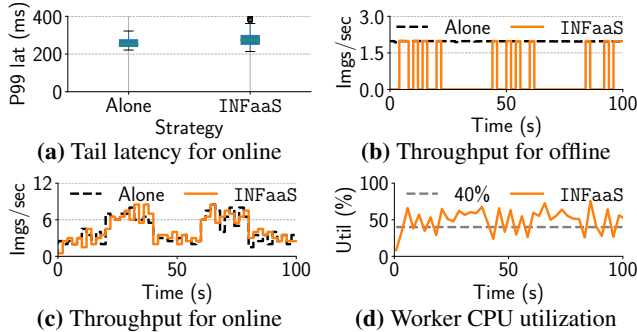 P99 lat (ms)
400
200
0
Alone
INFaaS
Strategy
(a) Tail latency for online
Imgs/sec
3.0
1.5
0.0
Alone
INFaaS
0
50
100
Time (s)
(b) Throughput for offline
Imgs/sec
12
6
0
Alone
INFaaS
0
50
100
Time (s)
(c) Throughput for online
Util (%)
100
50
0
40%
INFaaS
0
50
100
Time (s)
(d) Worker CPU utilization